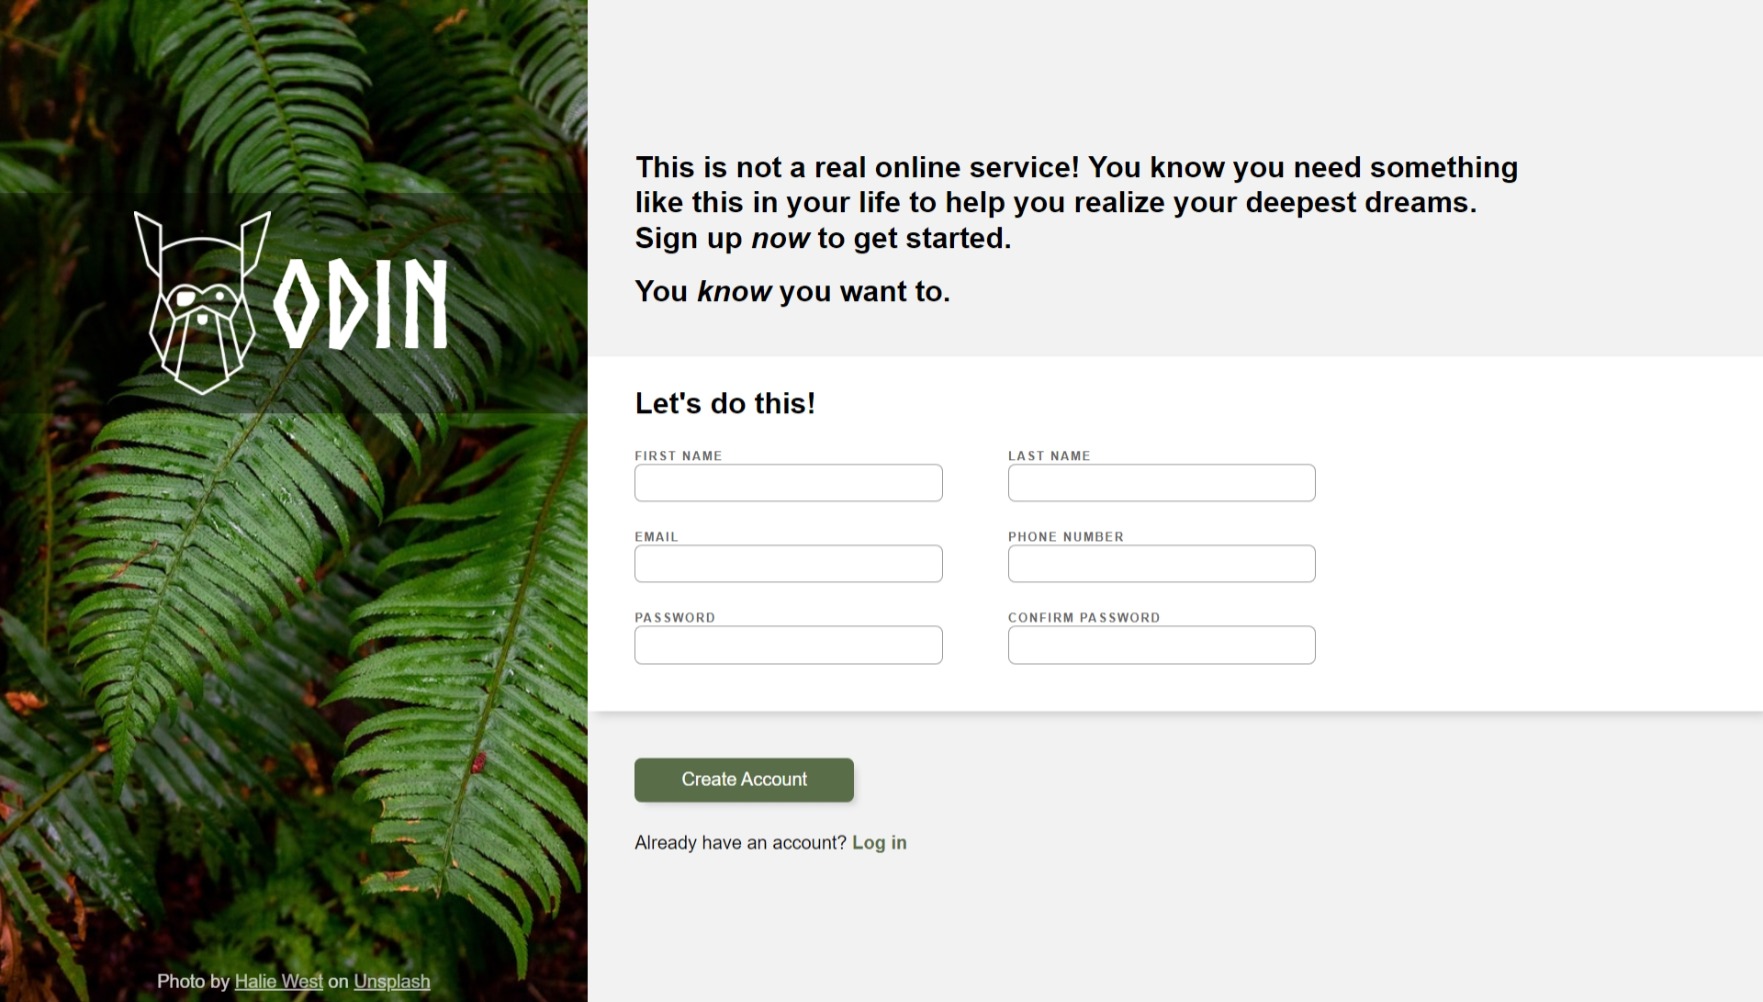 ODIN
Photo by Halie West on Unsplash
This is not a real online service! You know you need something
like this in your life to help you realize your deepest dreams.
Sign up now to get started.
You know you want to.
Let's do this!
FIRST NAME
LAST NAME
EMAIL
PHONE NUMBER
PASSWORD
CONFIRM PASSWORD
Create Account
Already have an account? Log in